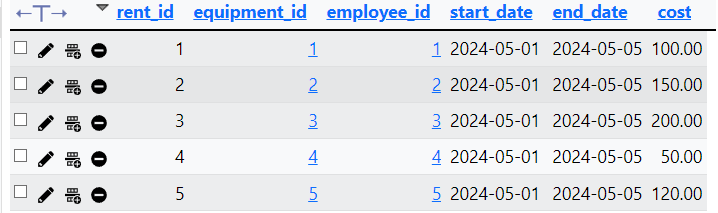 rent_id equipment_id employee_id start_date end_date cost
1 1 1 2024-05-01 2024-05-05 100.00
2 2 2 2024-05-01 2024-05-05 150.00
3 3 3 2024-05-01 2024-05-05 200.00
4 4 4 2024-05-01 2024-05-05 50.00
5 5 5 2024-05-01 2024-05-05 120.00